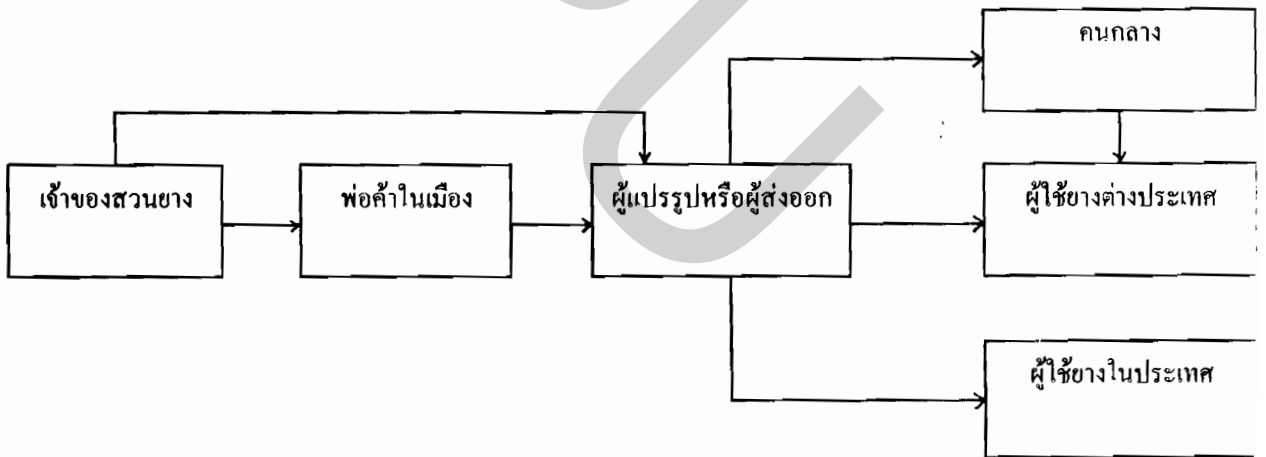 คนกลาง
เจ้าของสวนยาง
พ่อค้าในเมือง
ผู้แปรรูปหรือผู้ส่งออก
ผู้ใช้ยางต่างประเทศ
ผู้ใช้ยางในประเทศ